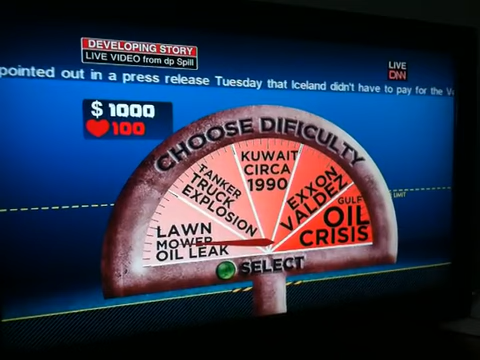 DEVELOPING STORY
LIVE VIDEO from dp Spill
LIVE
DNN
pointed out in a press release Tuesday that Iceland didn't have to pay for the
$ 1000
100
CHOOSE DIFICULTY
LAWN
MOWER
OIL LEAK
TANKER
TRUCK
EXPLOSION
KUWAIT
CIRCA
1990
EXXON
VALDEZ
GULF
OIL
CRISIS
LIMIT
SELECT